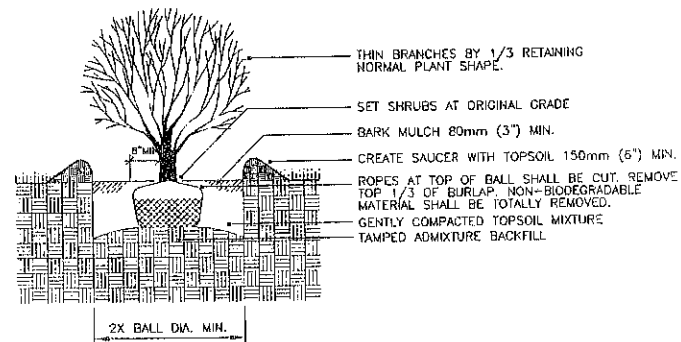 THIN BRANCHES BY 1/3 RETAINING
NORMAL PLANT SHAPE.
SET SHRUBS AT ORIGINAL GRADE
BARK MULCH 80mm (3") MIN.
8" MIN
CREATE SAUCER WITH TOPSOIL 150mm (6") MIN.
ROPES AT TOP OF BALL SHALL BE CUT. REMOVE
TOP 1/3 OF BURLAP. NON-BIODEGRADABLE
MATERIAL SHALL BE TOTALLY REMOVED.
GENTLY COMPACTED TOPSOIL MIXTURE
TAMPED ADMIXTURE BACKFILL
2X BALL DIA. MIN.